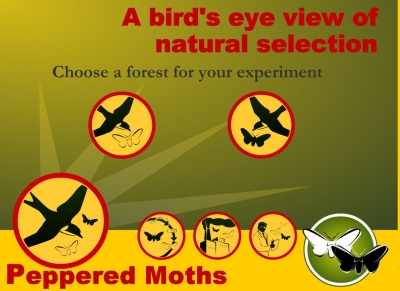 A bird's eye view of
natural selection
Choose a forest for your experiment
Peppered Moths